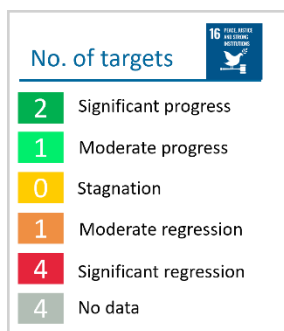 No. of targets
16 PEACE, JUSTICE
AND STRONG
INSTITUTIONS
2 Significant progress
1 Moderate progress
0 Stagnation
1 Moderate regression
4 Significant regression
4 No data